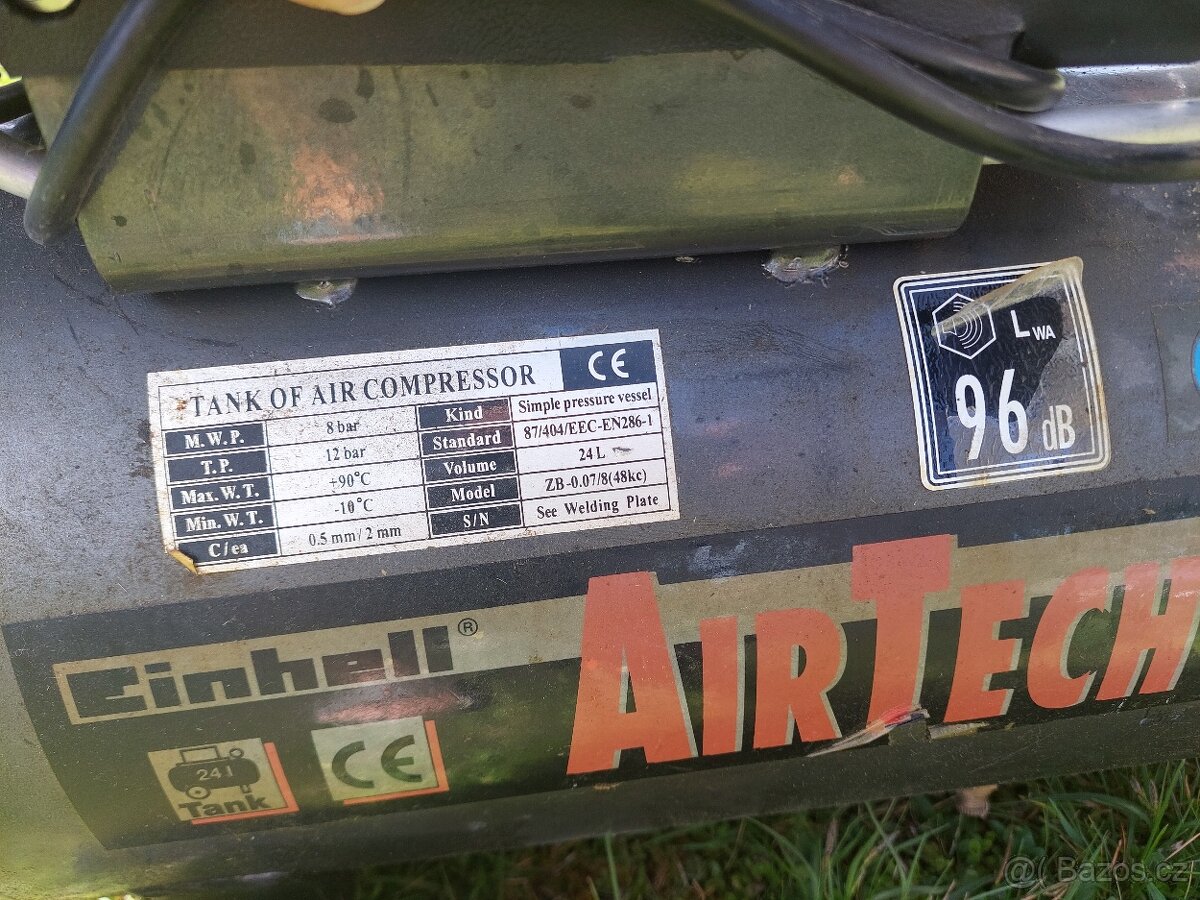 TANK OF AIR COMPRESSOR CE
M.W.P. 8 bar Kind Simple pressure vessel
T.P. 12 bar Standard 87/404/EEC-EN286-1
Max.W.T. +90°C Volume 24 L
Min.W.T. -10°C Model ZB-0.07/8(48kc)
C/ea 0.5 mm/2 mm S/N See Welding Plate
LWA
96 dB
Einhell®
AIRTECH
24 l
Tank
CE
@( Bazos.cz